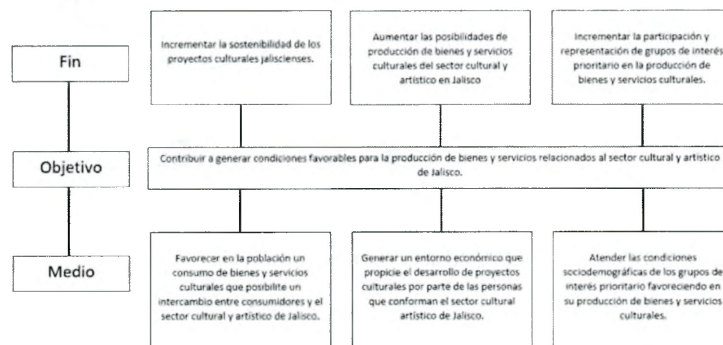 Fin
Incrementar la sostenibilidad de los
proyectos culturales jaliscienses.
Aumentar las posibilidades de
producción de bienes y servicios
culturales del sector cultural y
artístico en Jalisco
Incrementar la participación y
representación de grupos de interés
prioritario en la producción de
bienes y servicios culturales.
Objetivo
Contribuir a generar condiciones favorables para la producción de bienes y servicios relacionados al sector cultural y artístico
de Jalisco.
Medio
Favorecer en la población un
consumo de bienes y servicios
culturales que posibilite un
intercambio entre consumidores y el
sector cultural y artístico de Jalisco.
Generar un entorno económico que
propicie el desarrollo de proyectos
culturales por parte de las personas
que conforman el sector cultural
artístico de Jalisco.
Atender las condiciones
sociodemográficas de los grupos de
interés prioritario favoreciendo en
su producción de bienes y servicios
culturales.